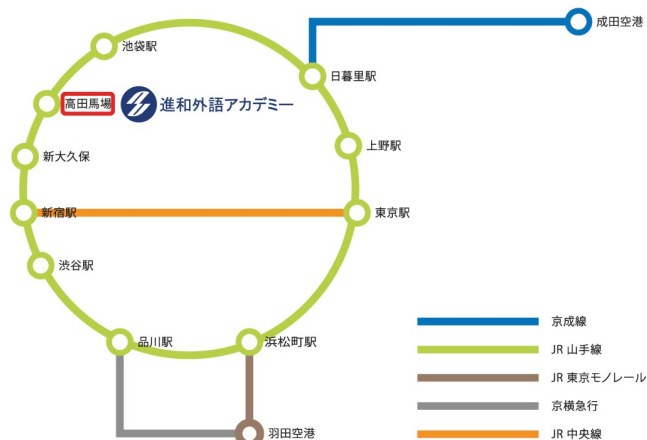 成田空港
池袋駅
日暮里駅
高田馬場
進和外語アカデミー
上野駅
新大久保
新宿駅
東京駅
渋谷駅
品川駅
浜松町駅
羽田空港
京成線
JR 山手線
JR 東京モノレール
京横急行
JR 中央線